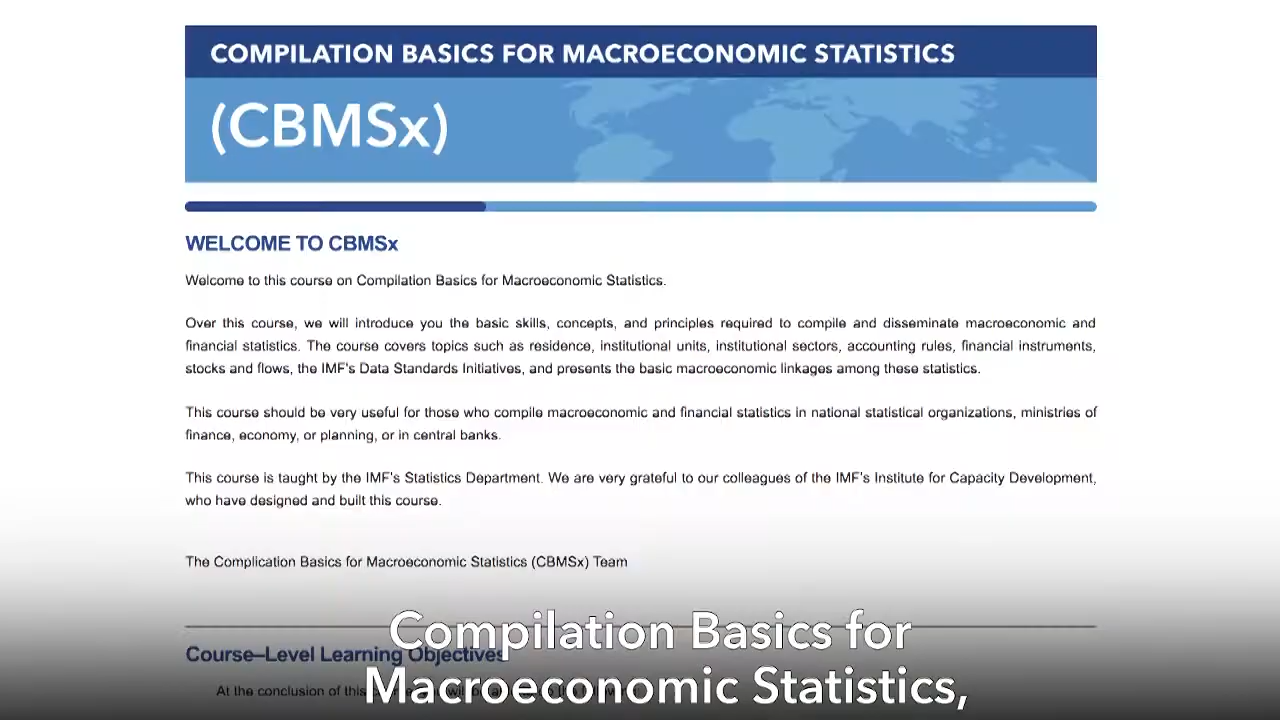 COMPILATION BASICS FOR MACROECONOMIC STATISTICS
(CBMSx)
WELCOME TO CBMSx
Welcome to this course on Compilation Basics for Macroeconomic Statistics.
Over this course, we will introduce you the basic skills, concepts, and principles required to compile and disseminate macroeconomic and
financial statistics. The course covers topics such as residence, institutional units, institutional sectors, accounting rules, financial instruments,
stocks and flows, the IMF's Data Standards Initiatives, and presents the basic macroeconomic linkages among these statistics.
This course should be very useful for those who compile macroeconomic and financial statistics in national statistical organizations, ministries of
finance, economy, or planning, or in central banks.
This course is taught by the IMF's Statistics Department. We are very grateful to our colleagues of the IMF's Institute for Capacity Development,
who have designed and built this course.
The Complication Basics for Macroeconomic Statistics (CBMSx) Team
Course–Level Learning Objectives
At the conclusion of this
Compilation Basics for
Macroeconomic Statistics,